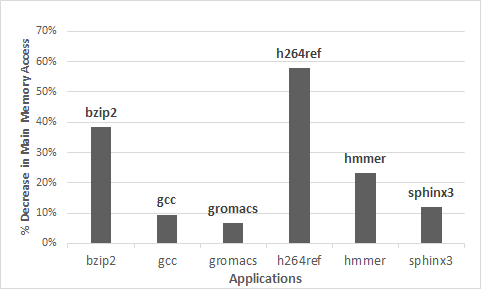 % Decrease in Main Memory Access
70%
60%
50%
40%
30%
20%
10%
0%
bzip2
gcc
gromacs
h264ref
hmmer
sphinx3
bzip2 gcc gromacs h264ref hmmer sphinx3
Applications